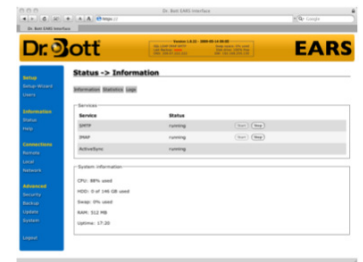 Dr. Bott EARS Interface
Dr. Bott EARS Interface
Dr. Bott
EARS
Status -> Information
Setup
Setup-Wizard
Users
Information
Status
Help
Connections
Remote
Local
Network
Advanced
Security
Backup
Update
System
Logout
Information Statistics Logs
Services
Service Status
SMTP running Start Stop
IMAP running Start Stop
ActiveSync running
System information
CPU: 88% used
HDD: 0 of 146 GB used
Swap: 0% used
RAM: 512 MB
Uptime: 17:20